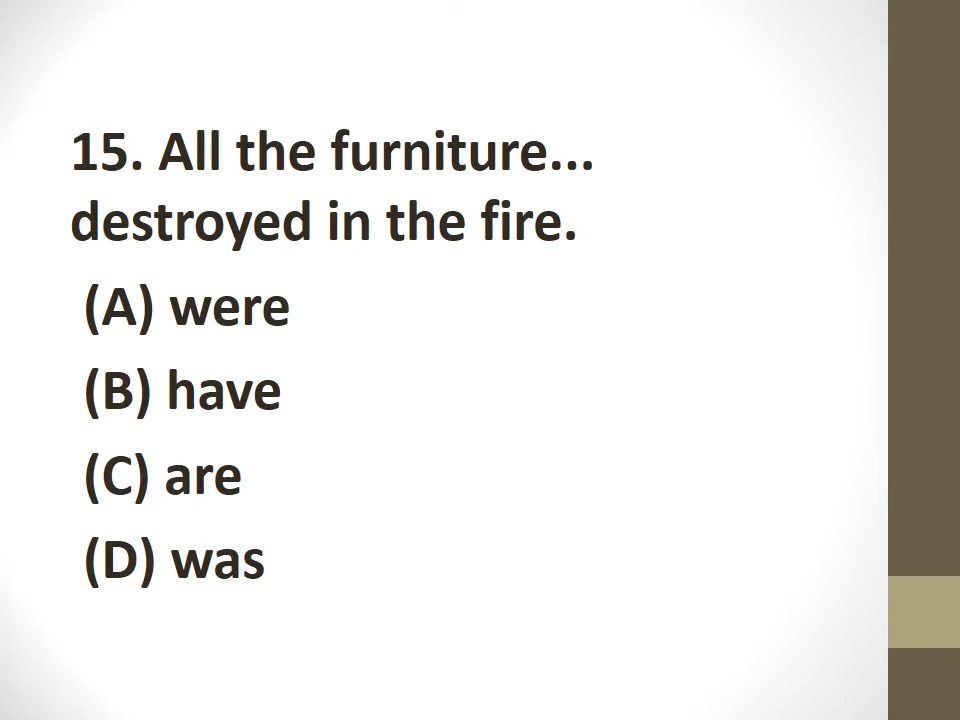 15. All the furniture...
destroyed in the fire.
(A) were
(B) have
(C) are
(D) was